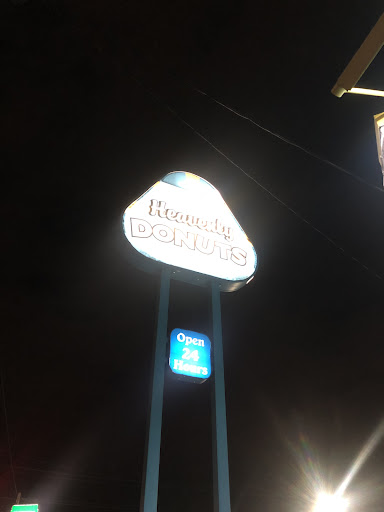 Heavenly
DONUTS
Open
24
Hours